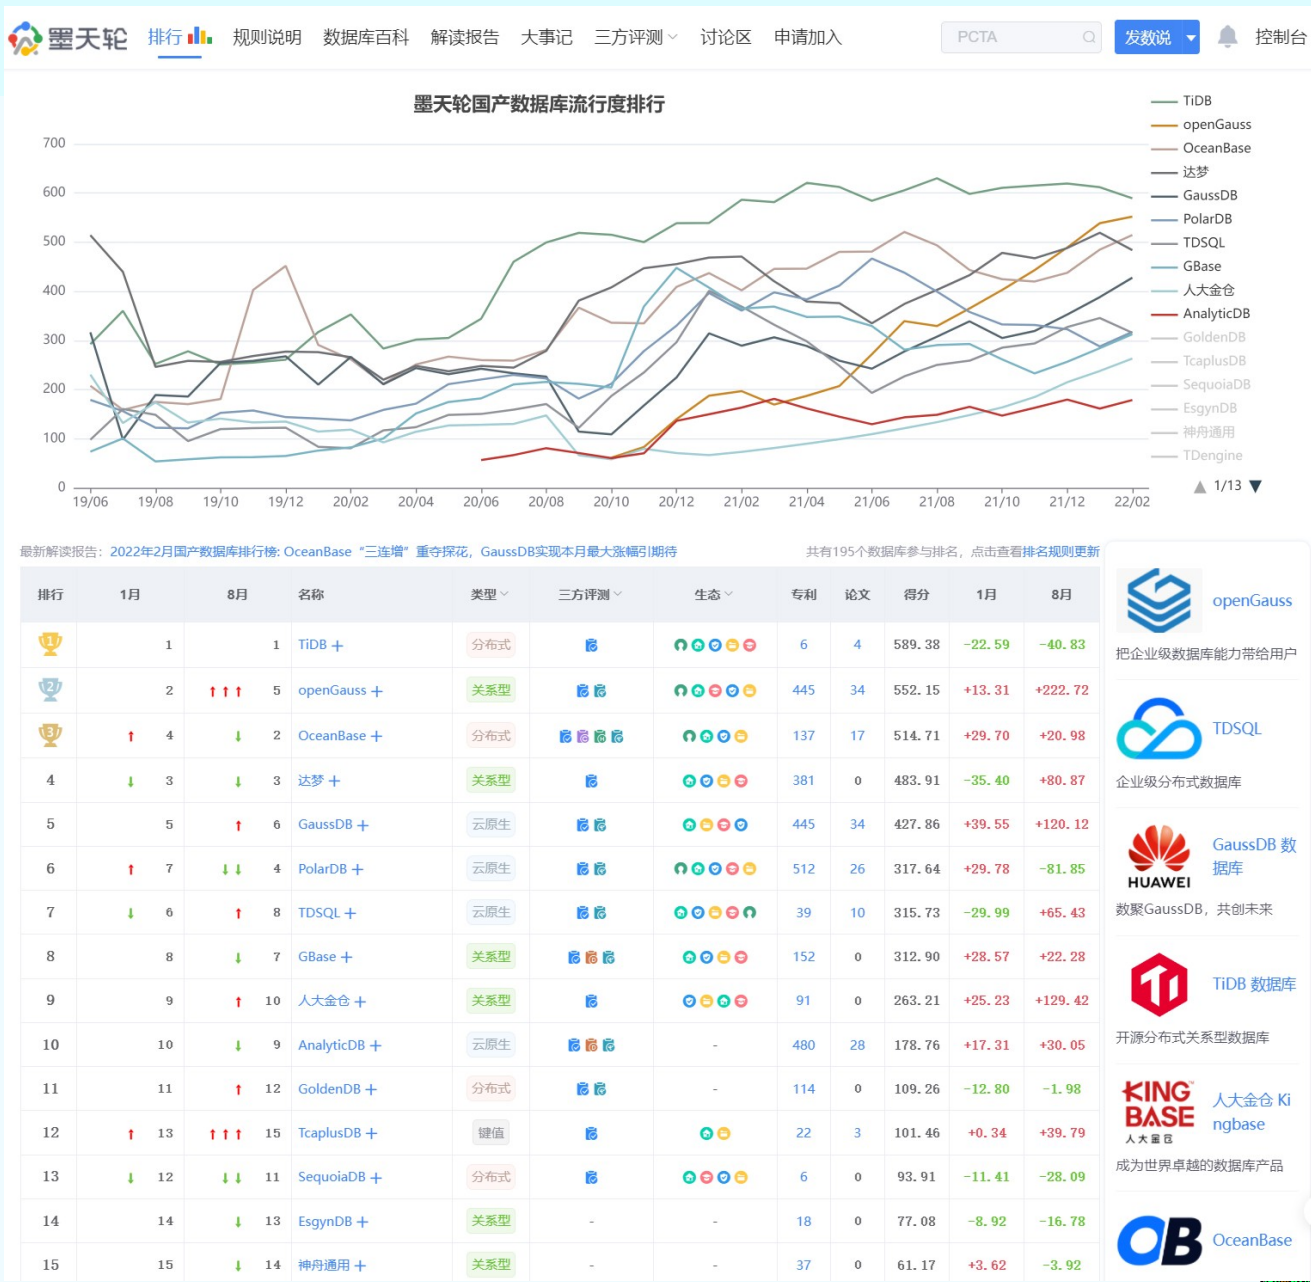 墨天轮 排行 规则说明 数据库百科 解读报告 大事记 三方评测 讨论区 申请加入 PCTA 发数说 控制台
墨天轮国产数据库流行度排行
700
600
500
400
300
200
100
0
19/06 19/08 19/10 19/12 20/02 20/04 20/06 20/08 20/10 20/12 21/02 21/04 21/06 21/08 21/10 21/12 22/02
TiDB
openGauss
OceanBase
达梦
GaussDB
PolarDB
TDSQL
GBase
人大金仓
AnalyticDB
GoldenDB
TcaplusDB
SequoiaDB
EsgynDB
神舟通用
TDengine
1/13
最新解读报告：2022年2月国产数据库排行榜: OceanBase“三连增”重夺探花，GaussDB实现本月最大涨幅引期待 共有195个数据库参与排名，点击查看排名规则更新
排行 1月 8月 名称 类型 三方评测 生态 专利 论文 得分 1月 8月
1 1 1 TiDB + 分布式 6 4 589.38 -22.59 -40.83
2 2 ↑↑↑ 5 openGauss + 关系型 445 34 552.15 +13.31 +222.72
3 ↑ 4 ↓ 2 OceanBase + 分布式 137 17 514.71 +29.70 +20.98
4 ↓ 3 ↓ 3 达梦 + 关系型 381 0 483.91 -35.40 +80.87
5 5 ↑ 6 GaussDB + 云原生 445 34 427.86 +39.55 +120.12
6 ↑ 7 ↓↓ 4 PolarDB + 云原生 512 26 317.64 +29.78 -81.85
7 ↓ 6 ↑ 8 TDSQL + 云原生 39 10 315.73 -29.99 +65.43
8 8 ↓ 7 GBase + 关系型 152 0 312.90 +28.57 +22.28
9 9 ↑ 10 人大金仓 + 关系型 91 0 263.21 +25.23 +129.42
10 10 ↓ 9 AnalyticDB + 云原生 - 480 28 178.76 +17.31 +30.05
11 11 ↑ 12 GoldenDB + 分布式 - 114 0 109.26 -12.80 -1.98
12 ↑ 13 ↑↑↑ 15 TcaplusDB + 键值 22 3 101.46 +0.34 +39.79
13 ↓ 12 ↓↓ 11 SequoiaDB + 分布式 6 0 93.91 -11.41 -28.09
14 14 ↓ 13 EsgynDB + 关系型 - - 18 0 77.08 -8.92 -16.78
15 15 ↓ 14 神舟通用 + 关系型 - - 37 0 61.17 +3.62 -3.92
openGauss
把企业级数据库能力带给用户
TDSQL
企业级分布式数据库
HUAWEI
GaussDB 数
据库
数聚GaussDB，共创未来
TiDB 数据库
开源分布式关系型数据库
KING
BASE
人大金仓
人大金仓 Ki
ngbase
成为世界卓越的数据库产品
OB
OceanBase